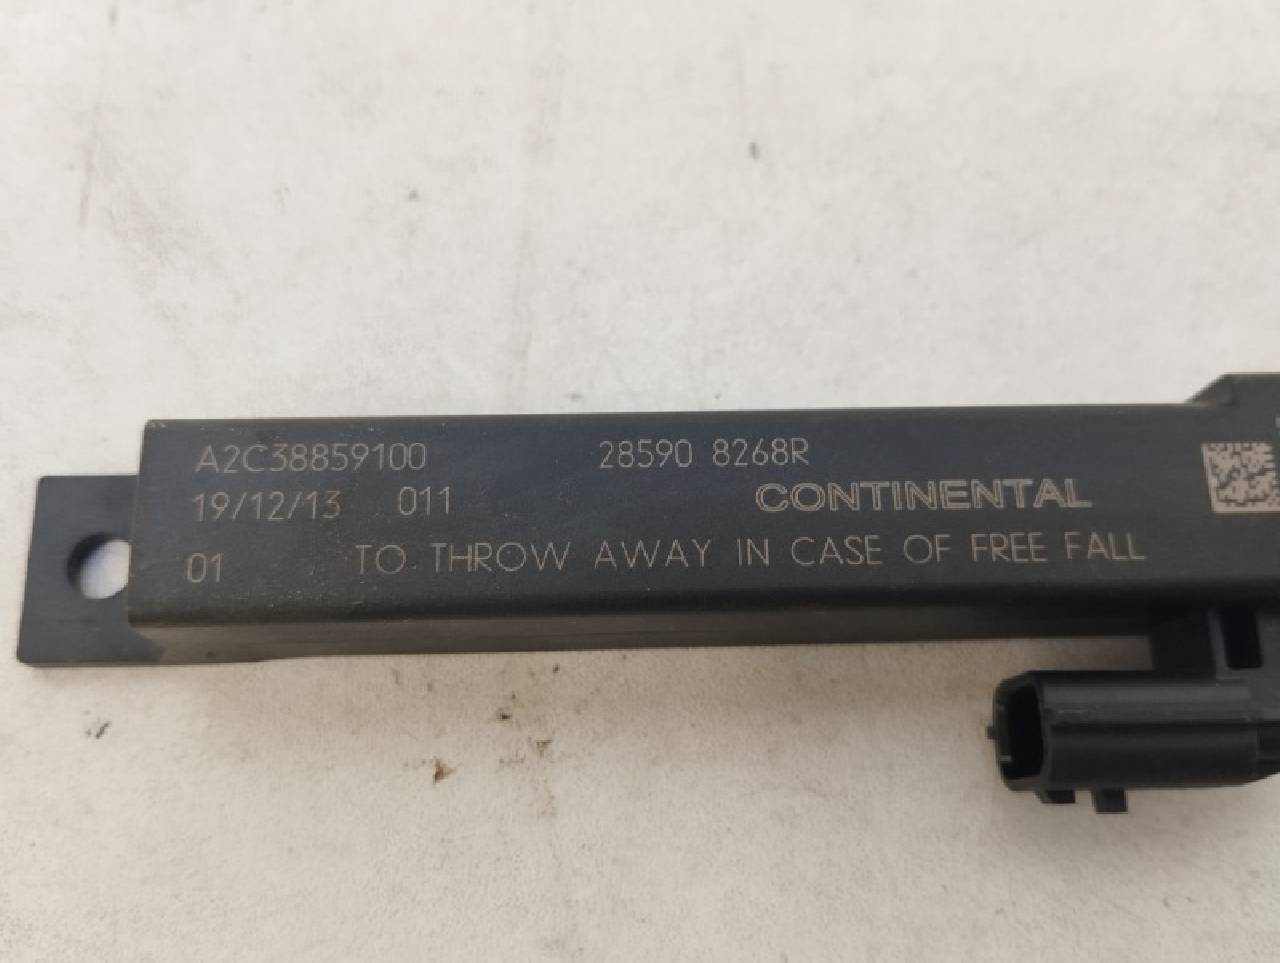 A2C38859100 28590 8268R
19/12/13 011 CONTINENTAL
01 TO THROW AWAY IN CASE OF FREE FALL